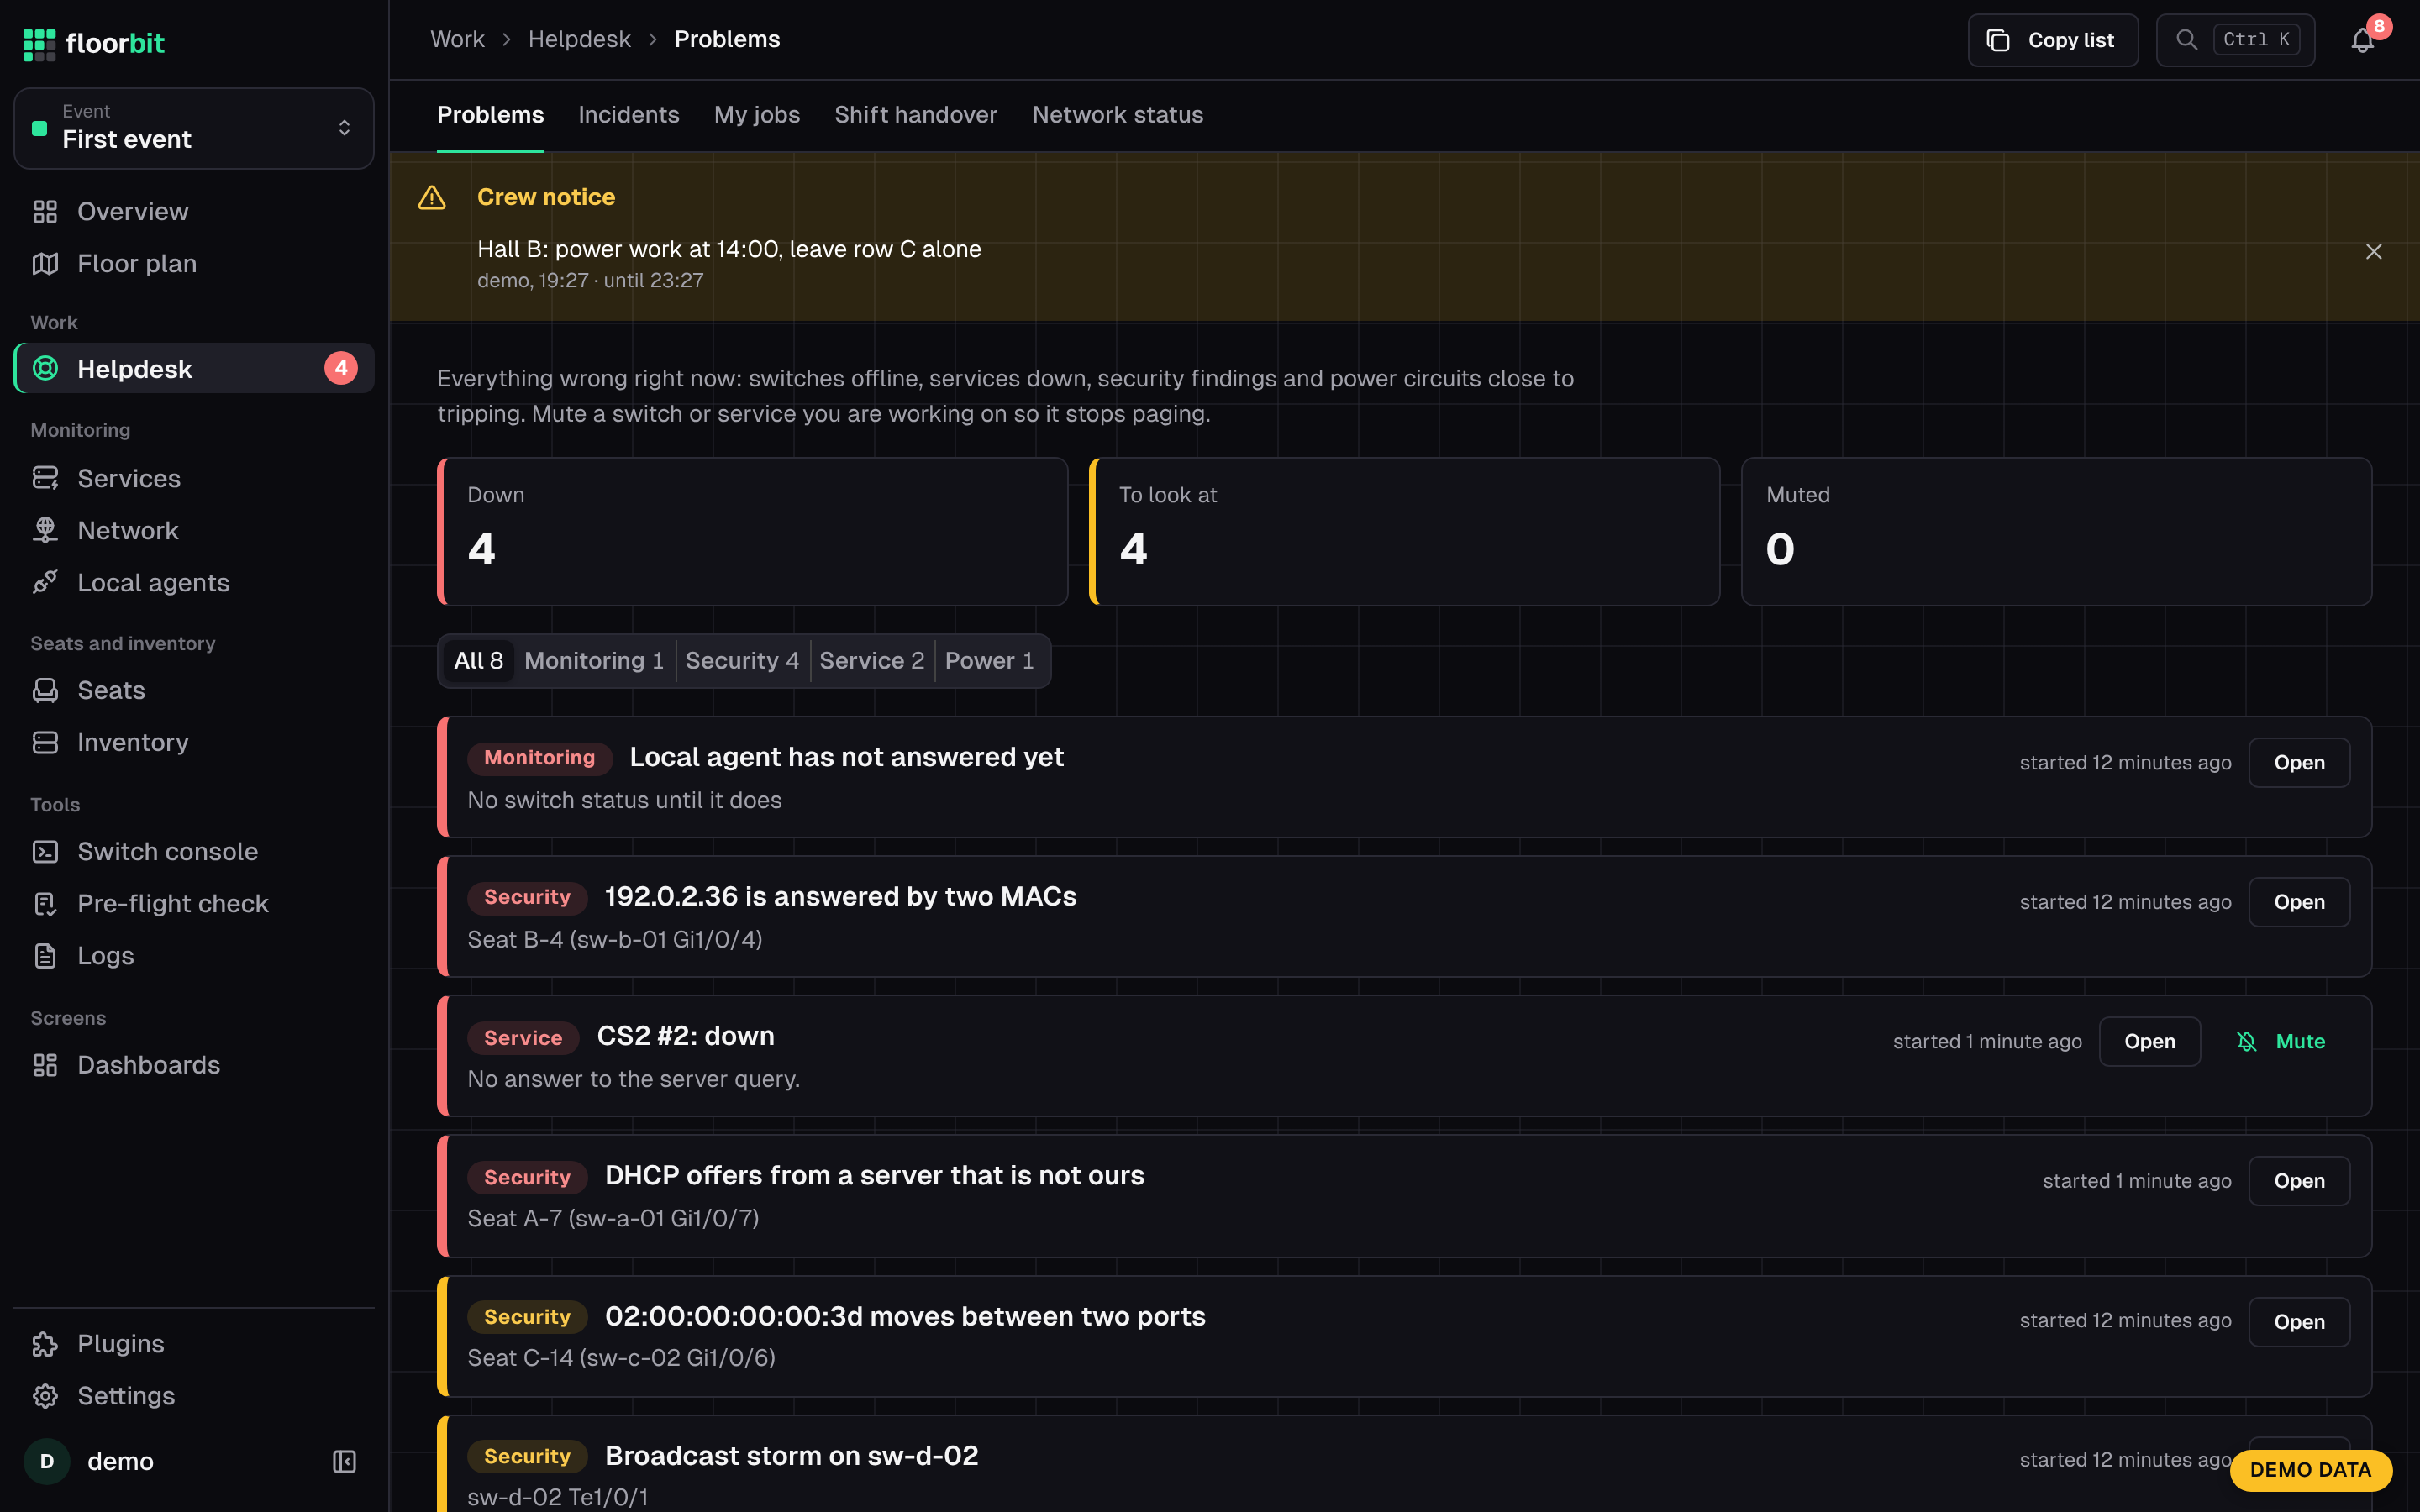 floorbit
Event
First event
Overview
Floor plan
Work
Helpdesk 4
Monitoring
Services
Network
Local agents
Seats and inventory
Seats
Inventory
Tools
Switch console
Pre-flight check
Logs
Screens
Dashboards
Plugins
Settings
D demo
Work > Helpdesk > Problems
Copy list
Ctrl K
8
Problems Incidents My jobs Shift handover Network status
Crew notice
Hall B: power work at 14:00, leave row C alone
demo, 19:27 · until 23:27
Everything wrong right now: switches offline, services down, security findings and power circuits close to
tripping. Mute a switch or service you are working on so it stops paging.
Down
4
To look at
4
Muted
0
All 8 Monitoring 1 Security 4 Service 2 Power 1
Monitoring Local agent has not answered yet started 12 minutes ago Open
No switch status until it does
Security 192.0.2.36 is answered by two MACs started 12 minutes ago Open
Seat B-4 (sw-b-01 Gi1/0/4)
Service CS2 #2: down started 1 minute ago Open Mute
No answer to the server query.
Security DHCP offers from a server that is not ours started 1 minute ago Open
Seat A-7 (sw-a-01 Gi1/0/7)
Security 02:00:00:00:00:3d moves between two ports started 12 minutes ago Open
Seat C-14 (sw-c-02 Gi1/0/6)
Security Broadcast storm on sw-d-02 started 12 minutes ago
sw-d-02 Te1/0/1
DEMO DATA